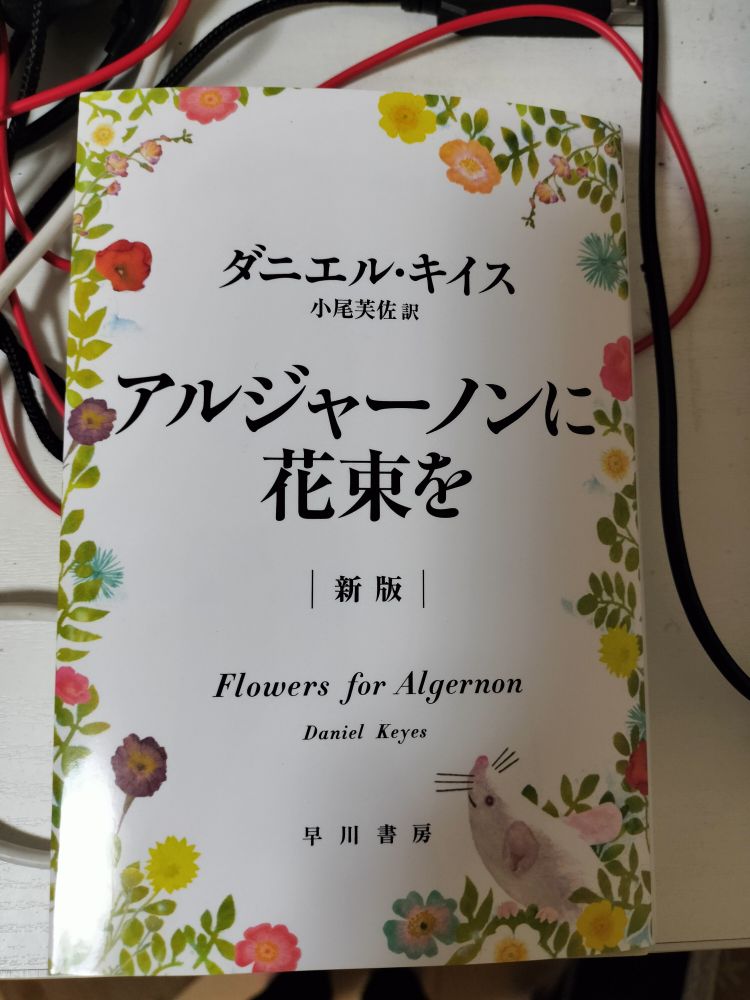 ダニエル・キイス
小尾芙佐 訳
アルジャーノンに
花束を
新版
Flowers for Algernon
Daniel Keyes
早川書房